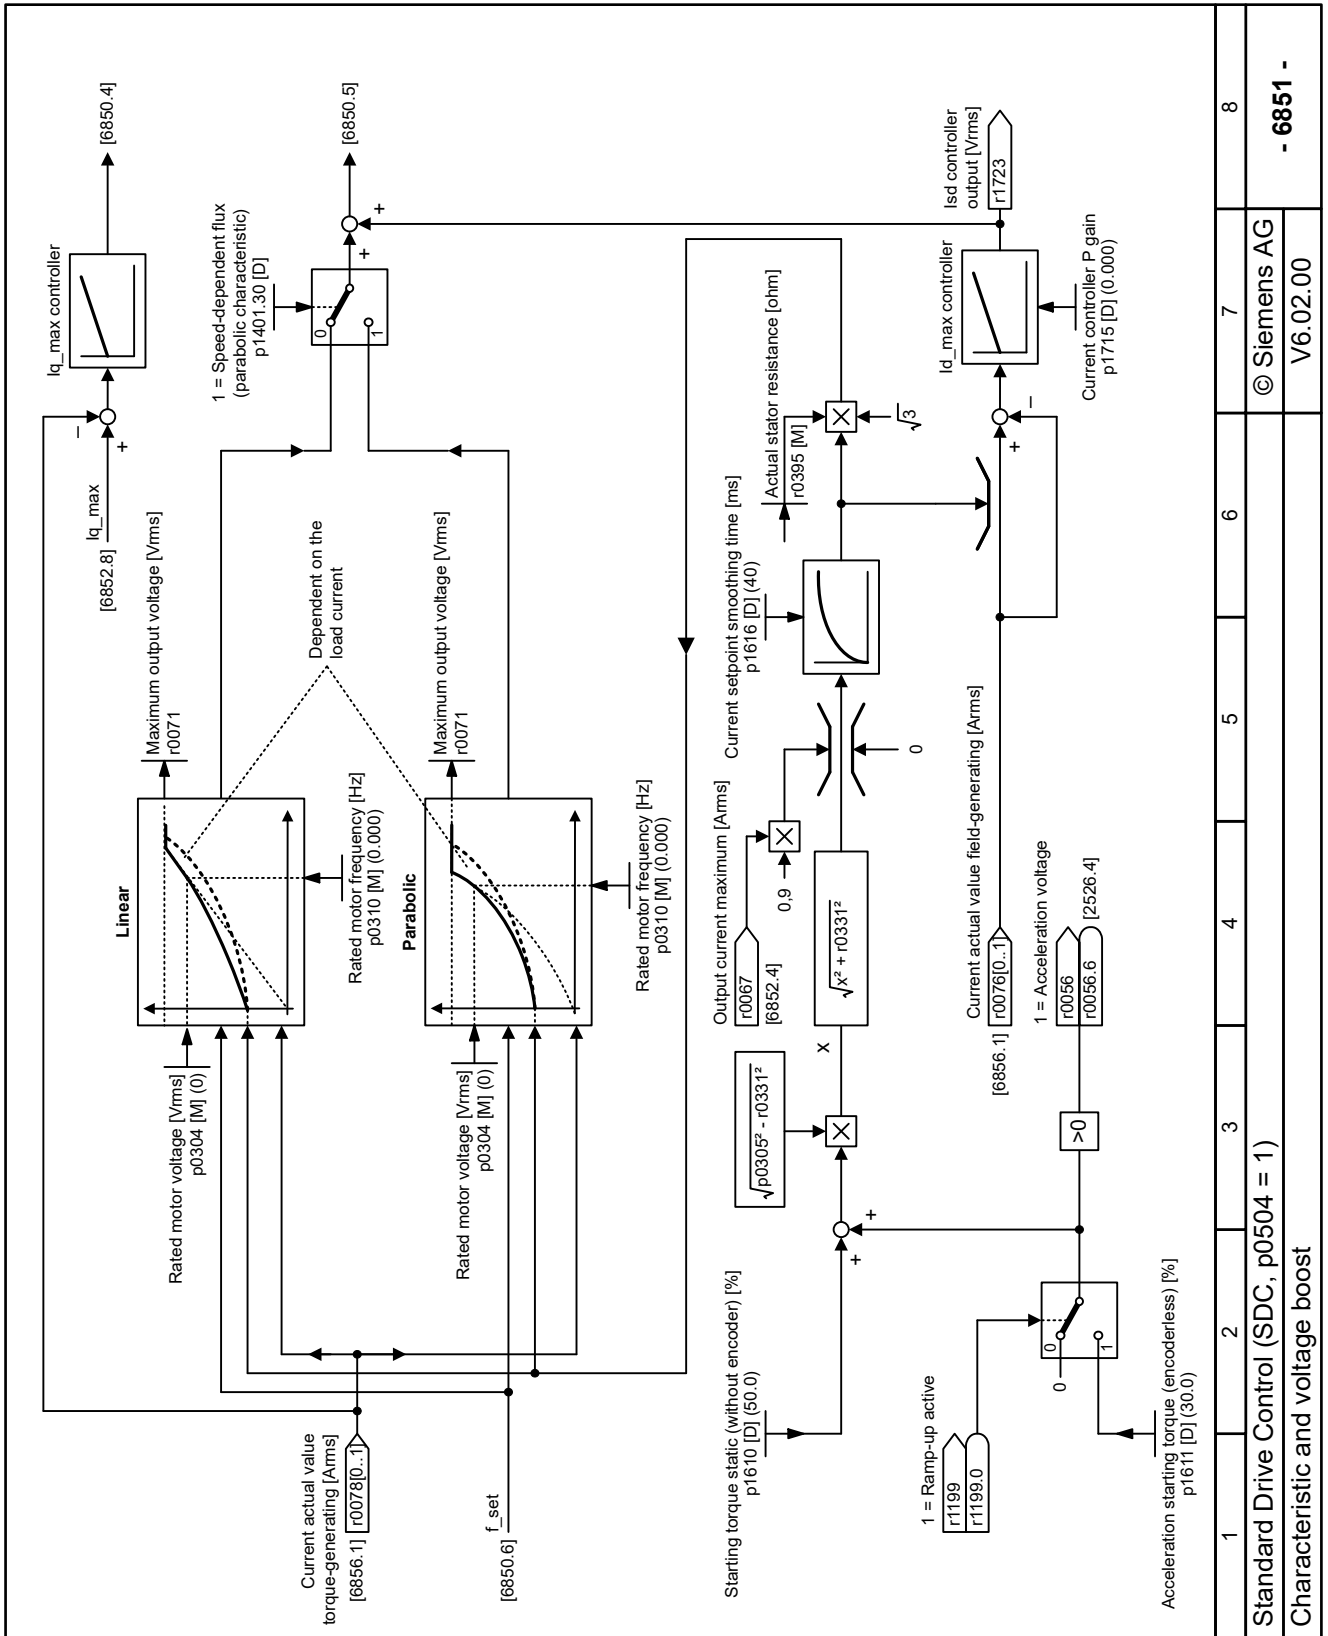 Current actual value
torque-generating [Arms]
[6856.1] r0078[0..1]
[6850.6] f_set
Rated motor voltage [Vrms]
p0304 [M] (0)
Linear
Rated motor frequency [Hz]
p0310 [M] (0.000)
Maximum output voltage [Vrms]
r0071
Rated motor voltage [Vrms]
p0304 [M] (0)
Parabolic
Rated motor frequency [Hz]
p0310 [M] (0.000)
Maximum output voltage [Vrms]
r0071
Dependent on the
load current
[6852.8] Iq_max
+
–
Iq_max controller
[6850.4]
1 = Speed-dependent flux
(parabolic characteristic)
p1401.30 [D]
0
1
+
+
[6850.5]
Starting torque static (without encoder) [%]
p1610 [D] (50.0)
+
+
√p0305² - r0331²
X
√x² + r0331²
Output current maximum [Arms]
r0067
[6852.4]
0,9
0
Current setpoint smoothing time [ms]
p1616 [D] (40)
Actual stator resistance [ohm]
r0395 [M]
√3
1 = Ramp-up active
r1199
r1199.0
0
0
1
Acceleration starting torque (encoderless) [%]
p1611 [D] (30.0)
>0
1 = Acceleration voltage
r0056
r0056.6
[2526.4]
Current actual value field-generating [Arms]
[6856.1] r0076[0..1]
+
–
Id_max controller
Current controller P gain
p1715 [D] (0.000)
Isd controller
output [Vrms]
r1723
1 2 3 4 5 6 7 8
Standard Drive Control (SDC, p0504 = 1)
Characteristic and voltage boost
© Siemens AG
V6.02.00
- 6851 -